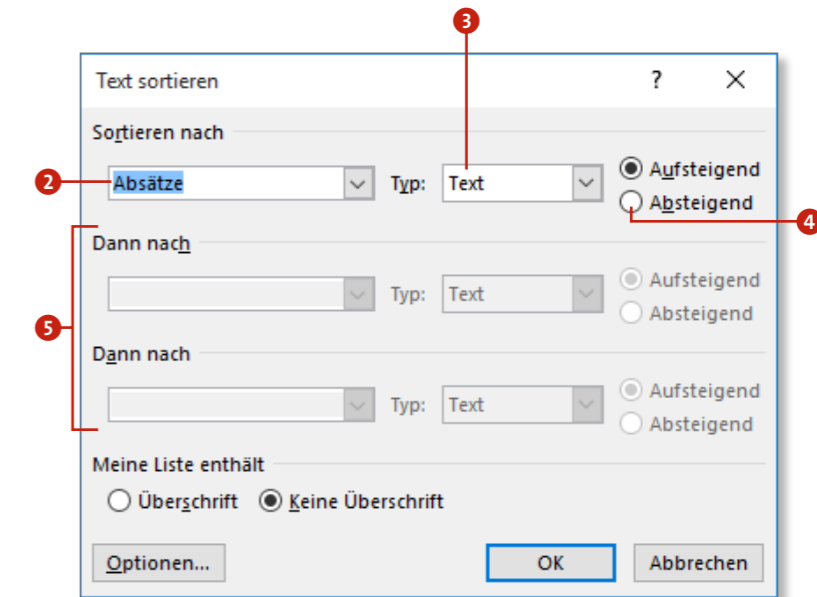 3
Text sortieren ? ×
Sortieren nach
2 Absätze Typ: Text Aufsteigend
Absteigend 4
Dann nach
Typ: Text Aufsteigend
Absteigend
5
Dann nach
Typ: Text Aufsteigend
Absteigend
Meine Liste enthält
Überschrift Keine Überschrift
Optionen... OK Abbrechen